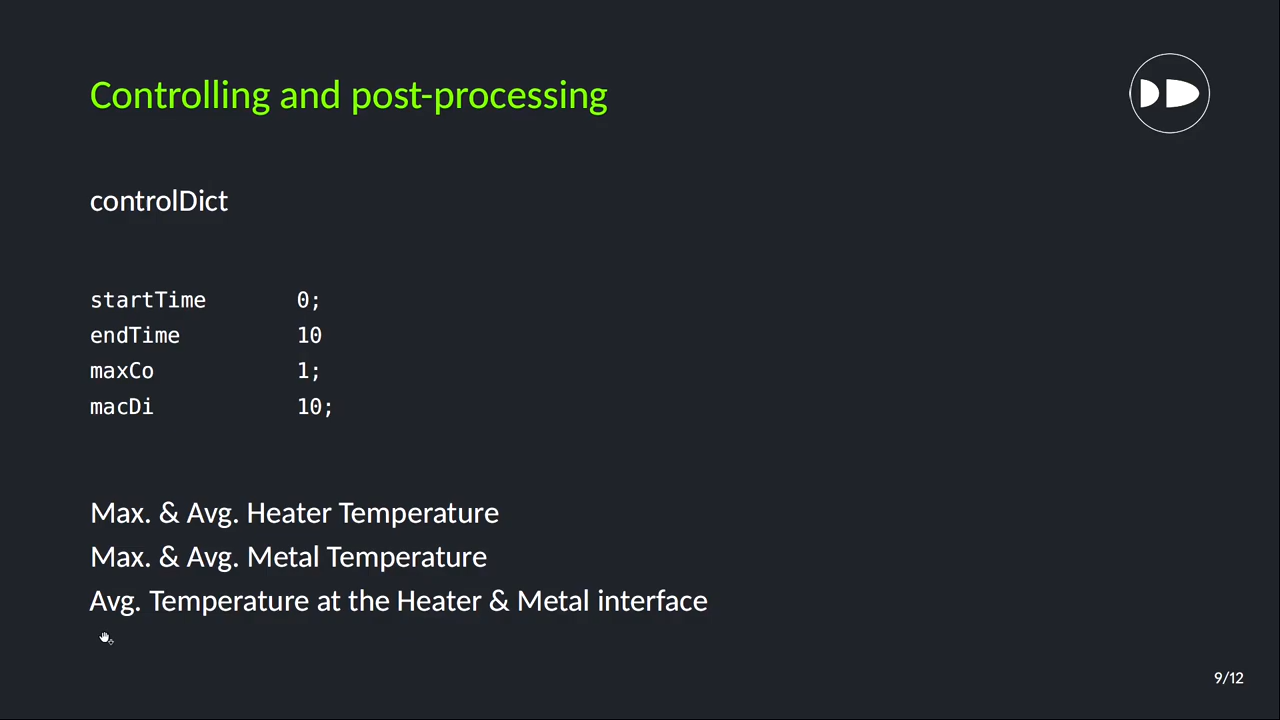 Controlling and post-processing
controlDict
startTime 0;
endTime 10
maxCo 1;
macDi 10;
Max. & Avg. Heater Temperature
Max. & Avg. Metal Temperature
Avg. Temperature at the Heater & Metal interface
9/12